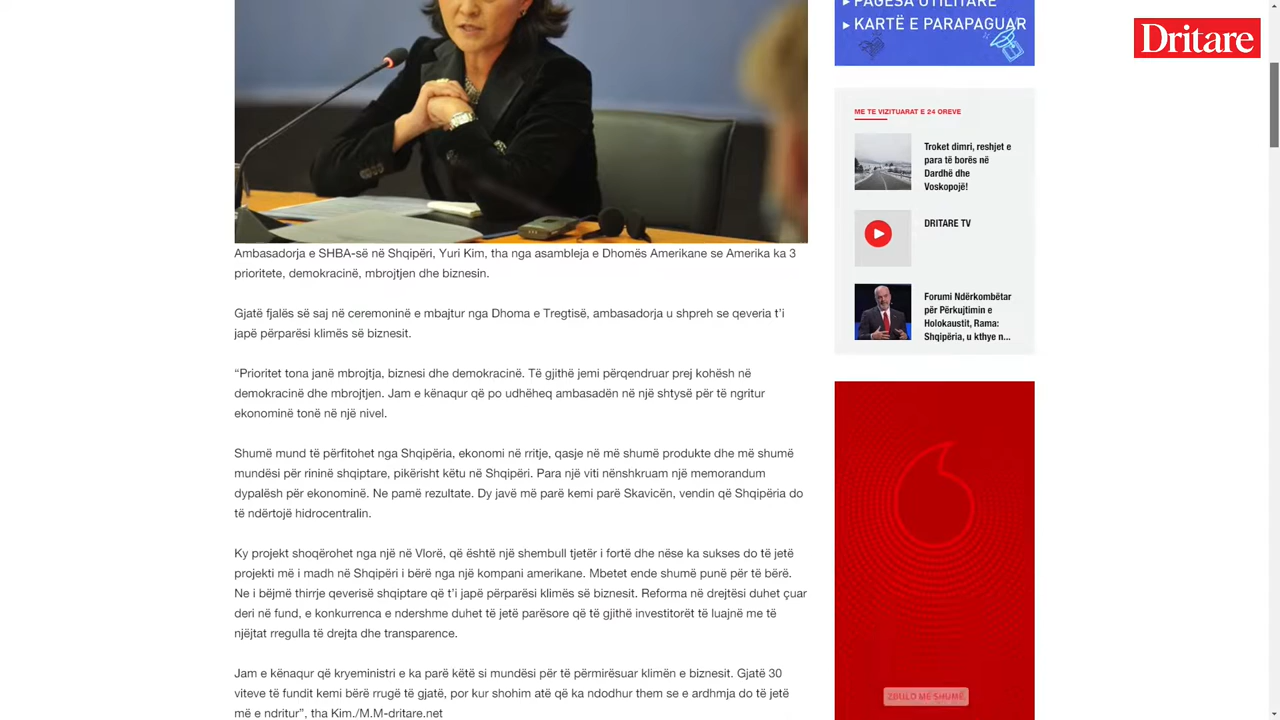 PAGESA UTILITARE
KARTË E PARAPAGUAR
Dritare
ME TE VIZITUARAT E 24 OREVE
Troket dimri, reshjet e
para të borës në
Dardhë dhe
Voskopojë!
DRITARE TV
Forumi Ndërkombëtar
për Përkujtimin e
Holokaustit, Rama:
Shqipëria, u kthye n...
Ambasadorja e SHBA-së në Shqipëri, Yuri Kim, tha nga asambleja e Dhomës Amerikane se Amerika ka 3
prioritete, demokracinë, mbrojtjen dhe biznesin.
Gjatë fjalës së saj në ceremoninë e mbajtur nga Dhoma e Tregtisë, ambasadorja u shpreh se qeveria t’i
japë përparësi klimës së biznesit.
“Prioritet tona janë mbrojtja, biznesi dhe demokracinë. Të gjithë jemi përqendruar prej kohësh në
demokracinë dhe mbrojtjen. Jam e kënaqur që po udhëheq ambasadën në një shtysë për të ngritur
ekonominë tonë në një nivel.
Shumë mund të përfitohet nga Shqipëria, ekonomi në rritje, qasje në më shumë produkte dhe më shumë
mundësi për rininë shqiptare, pikërisht këtu në Shqipëri. Para një viti nënshkruam një memorandum
dypalësh për ekonominë. Ne pamë rezultate. Dy javë më parë kemi parë Skavicën, vendin që Shqipëria do
të ndërtojë hidrocentralin.
Ky projekt shoqërohet nga një në Vlorë, që është një shembull tjetër i fortë dhe nëse ka sukses do të jetë
projekti më i madh në Shqipëri i bërë nga një kompani amerikane. Mbetet ende shumë punë për të bërë.
Ne i bëjmë thirrje qeverisë shqiptare që t’i japë përparësi klimës së biznesit. Reforma në drejtësi duhet çuar
deri në fund, e konkurrenca e ndershme duhet të jetë parësore që të gjithë investitorët të luajnë me të
njëjtat rregulla të drejta dhe transparence.
Jam e kënaqur që kryeministri e ka parë këtë si mundësi për të përmirësuar klimën e biznesit. Gjatë 30
viteve të fundit kemi bërë rrugë të gjatë, por kur shohim atë që ka ndodhur them se e ardhmja do të jetë
më e ndritur”, tha Kim./M.M-dritare.net
ZBULO MË SHUMË